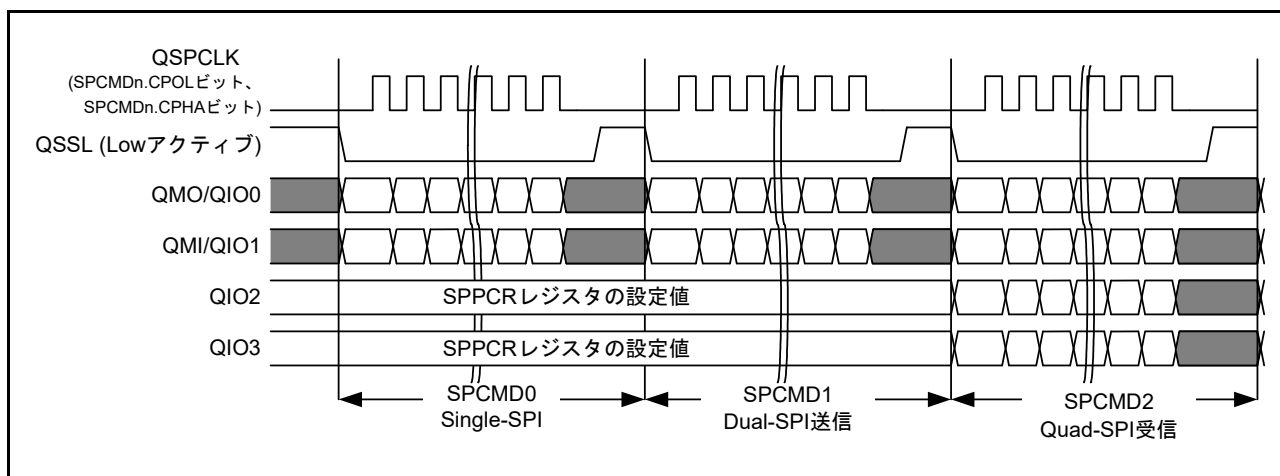 QSPCLK
(SPCMDn.CPOLビット、
SPCMDn.CPHAビット)
QSSL (Lowアクティブ)
QMO/QIO0
QMI/QIO1
QIO2
SPPCRレジスタの設定値
QIO3
SPPCRレジスタの設定値
SPCMD0
Single-SPI
SPCMD1
Dual-SPI送信
SPCMD2
Quad-SPI受信